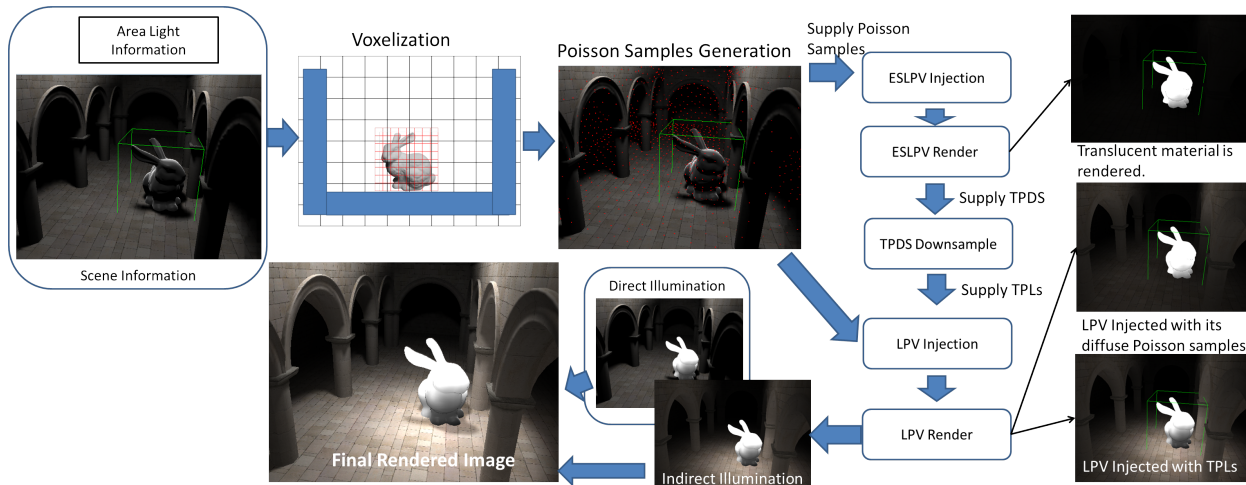 Area Light
Information
Scene Information
Voxelization
Poisson Samples Generation
Supply Poisson
Samples
ESLPV Injection
ESLPV Render
Supply TPDS
TPDS Downsample
Supply TPLs
LPV Injection
LPV Render
Translucent material is
rendered.
LPV Injected with its
diffuse Poisson samples
LPV Injected with TPLs
Direct Illumination
Indirect Illumination
Final Rendered Image